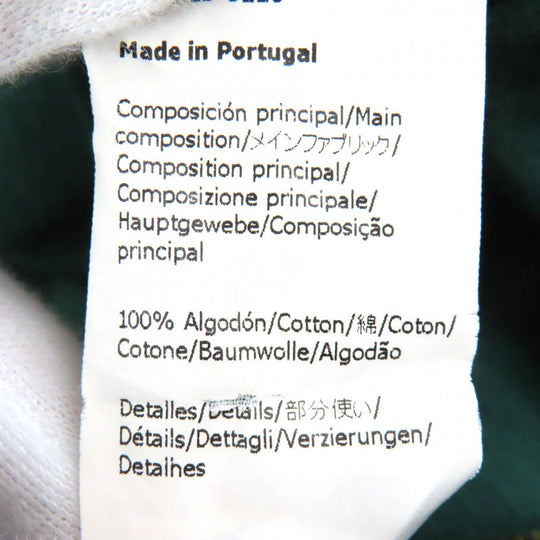 Made in Portugal
Composición principal/Main
composition/メインファブリック/
Composition principal/
Composizione principale/
Hauptgewebe/Composição
principal
100% Algodón/Cotton/綿/Coton/
Cotone/Baumwolle/Algodão
Detalles/Details/部分使い/
Détails/Dettagli/Verzierungen/
Detalhes